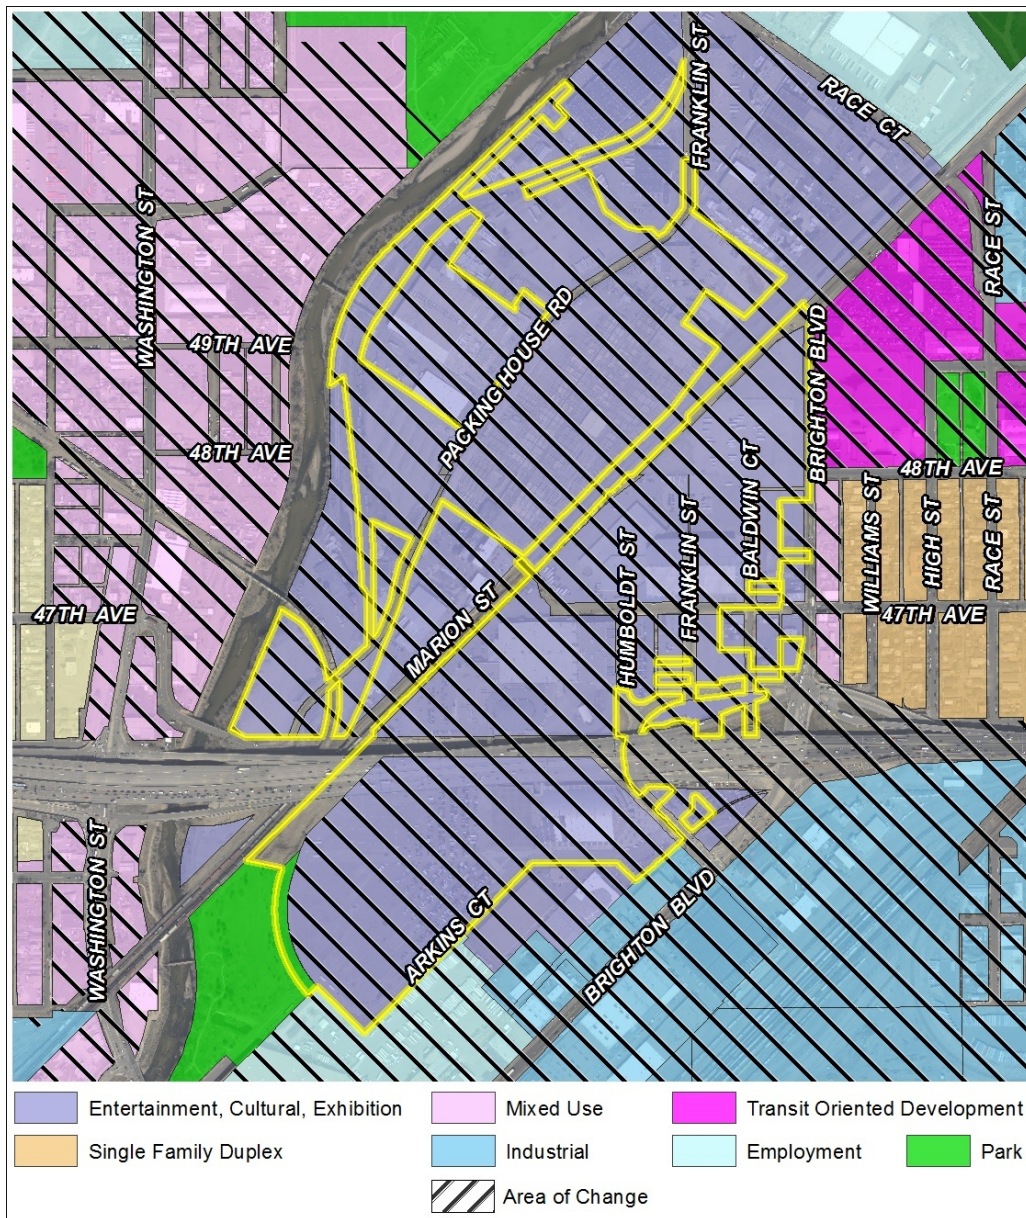 FRANKLIN ST
RACE CT
WASHINGTON ST
RACE ST
49TH AVE
PACKING HOUSE RD
BRIGHTON BLVD
48TH AVE
BALDWIN CT
48TH AVE
WILLIAMS ST
HIGH ST
RACE ST
FRANKLIN ST
HUMBOLDT ST
MARION ST
47TH AVE
47TH AVE
WASHINGTON ST
ARKINS CT
BRIGHTON BLVD
Entertainment, Cultural, Exhibition
Mixed Use
Transit Oriented Development
Single Family Duplex
Industrial
Employment
Park
Area of Change